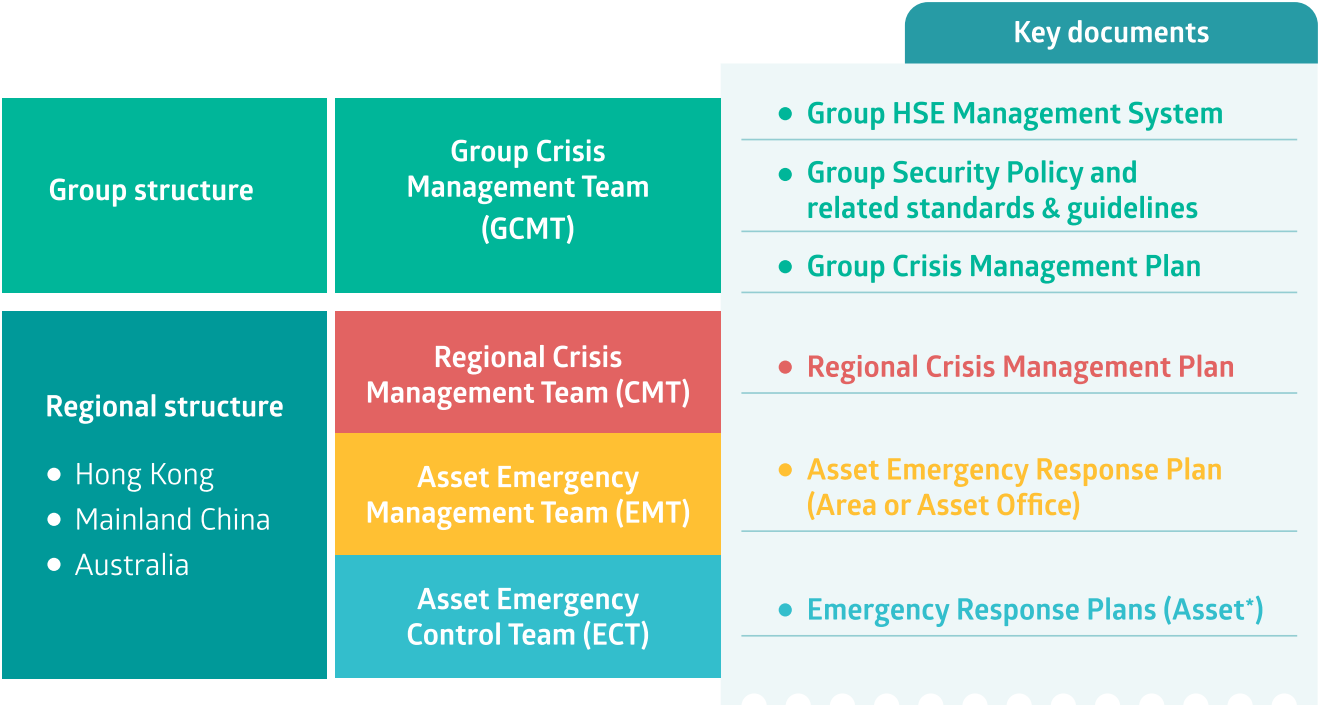 Key documents
Group structure
Group Crisis
Management Team
(GCMT)
• Group HSE Management System
• Group Security Policy and
related standards & guidelines
• Group Crisis Management Plan
Regional structure
• Hong Kong
• Mainland China
• Australia
Regional Crisis
Management Team (CMT)
• Regional Crisis Management Plan
Asset Emergency
Management Team (EMT)
• Asset Emergency Response Plan
(Area or Asset Office)
Asset Emergency
Control Team (ECT)
• Emergency Response Plans (Asset*)